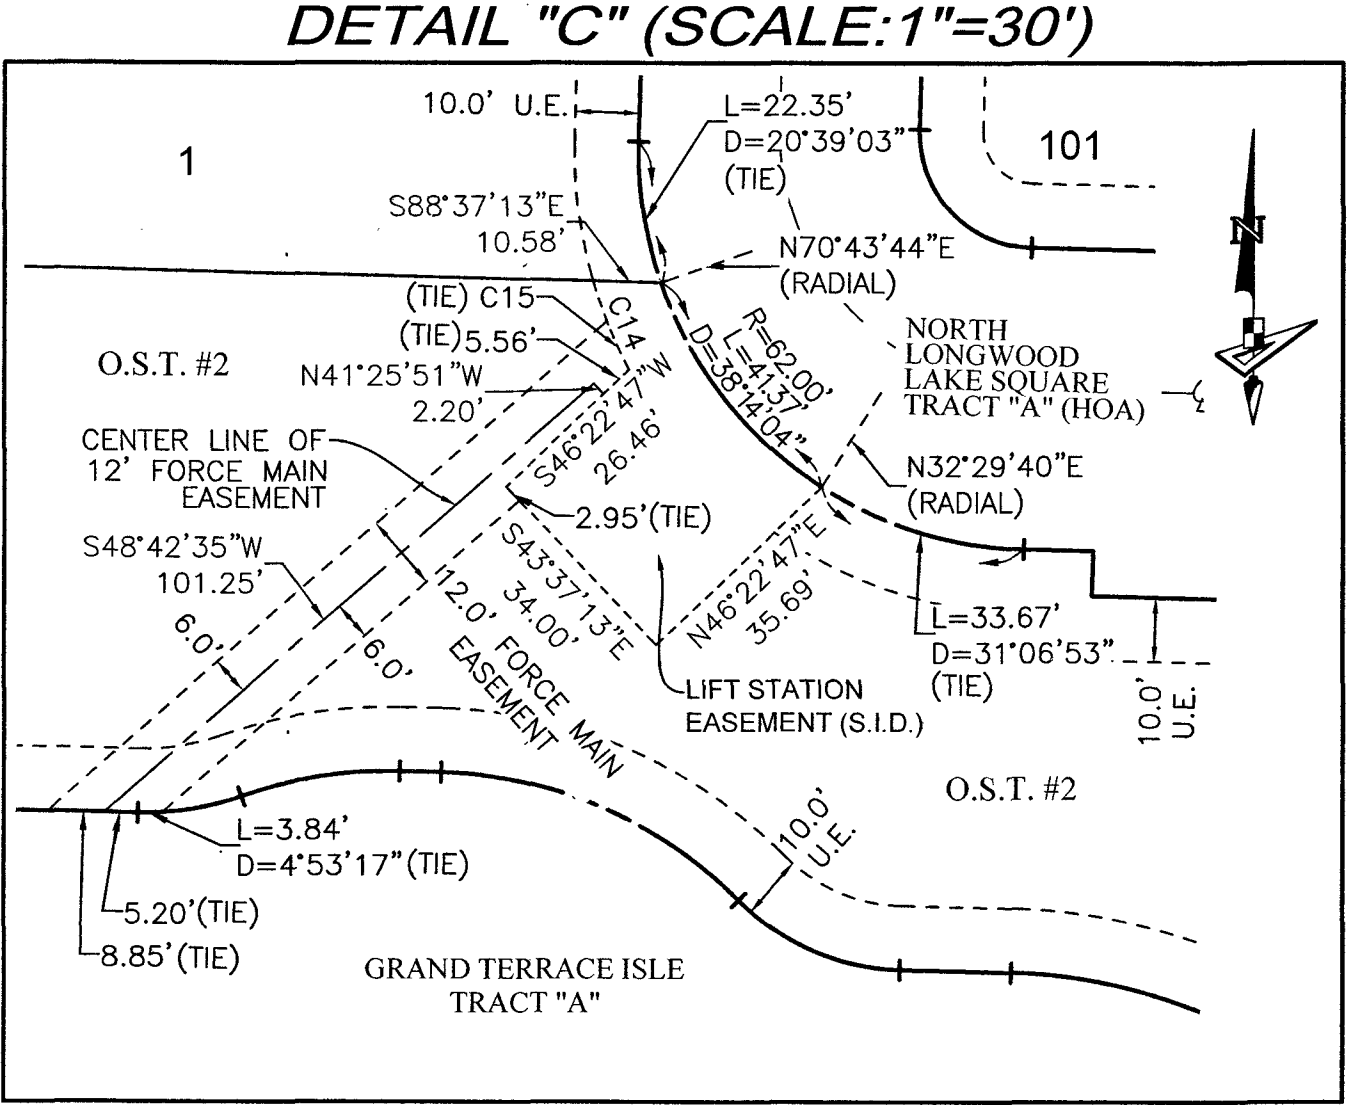 DETAIL "C" (SCALE:1"=30')
10.0' U.E.
L=22.35'
D=20°39'03"
(TIE)
1
101
S88°37'13"E
10.58'
N
N70°43'44"E
(RADIAL)
(TIE) C15
(TIE) 5.56'
C14
R=62.00'
L=41.37'
D=38°14'04"
NORTH
LONGWOOD
LAKE SQUARE
TRACT "A" (HOA)
O.S.T. #2
N41°25'51"W
2.20'
S46°22'47"W
26.46'
CENTER LINE OF
12' FORCE MAIN
EASEMENT
N32°29'40"E
(RADIAL)
2.95'(TIE)
S48°42'35"W
101.25'
S43°37'13"E
34.00'
N46°22'47"E
35.69'
6.0'
6.0'
12.0' FORCE MAIN
EASEMENT
L=33.67'
D=31°06'53"
(TIE)
LIFT STATION
EASEMENT (S.I.D.)
10.0'
U.E.
O.S.T. #2
10.0'
U.E.
L=3.84'
D=4°53'17" (TIE)
5.20'(TIE)
8.85'(TIE)
GRAND TERRACE ISLE
TRACT "A"